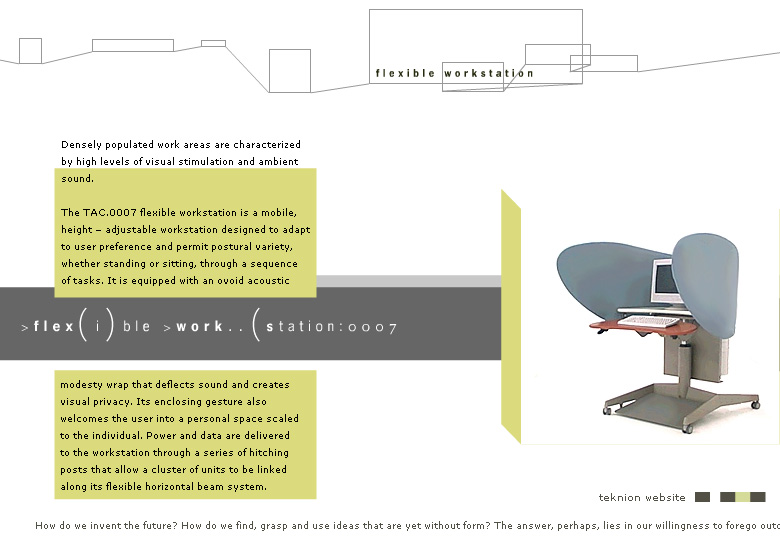 flexible workstation
Densely populated work areas are characterized
by high levels of visual stimulation and ambient
sound.
The TAC.0007 flexible workstation is a mobile,
height – adjustable workstation designed to adapt
to user preference and permit postural variety,
whether standing or sitting, through a sequence
of tasks. It is equipped with an ovoid acoustic
>flex(i)ble >work..(station:0007
modesty wrap that deflects sound and creates
visual privacy. Its enclosing gesture also
welcomes the user into a personal space scaled
to the individual. Power and data are delivered
to the workstation through a series of hitching
posts that allow a cluster of units to be linked
along its flexible horizontal beam system.
teknion website
How do we invent the future? How do we find, grasp and use ideas that are yet without form? The answer, perhaps, lies in our willingness to forego